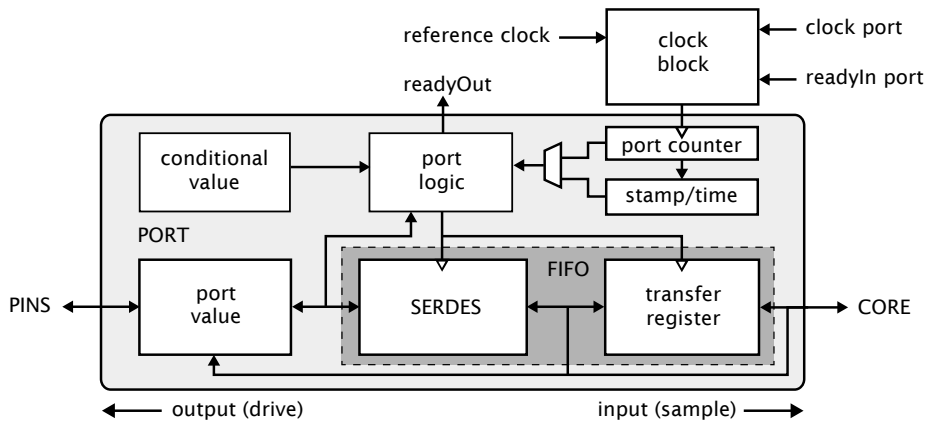 reference clock
clock
block
clock port
readyIn port
readyOut
conditional
value
port
logic
port counter
stamp/time
PORT
FIFO
PINS
port
value
SERDES
transfer
register
CORE
output (drive)
input (sample)